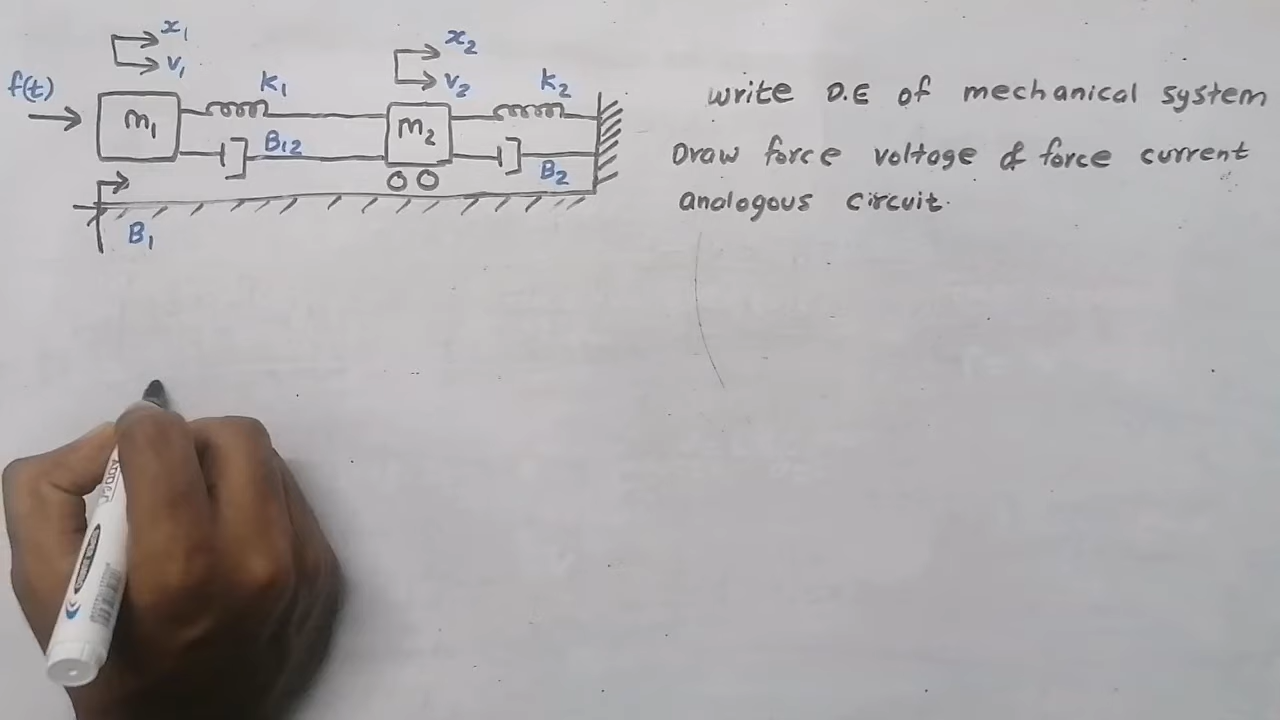 x1
v1
f(t)
m1
K1
B12
x2
v2
M2
K2
B2
B1
write D.E of mechanical system
Draw force voltage & force current
analogous circuit.